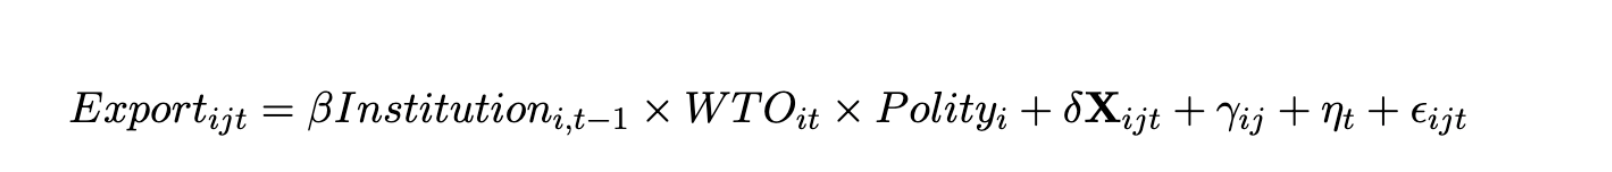 Export_{ijt} = βInstitution_{i,t−1} × WTO_{it} × Polity_i + δX_{ijt} + γ_{ij} + η_t + ϵ_{ijt}